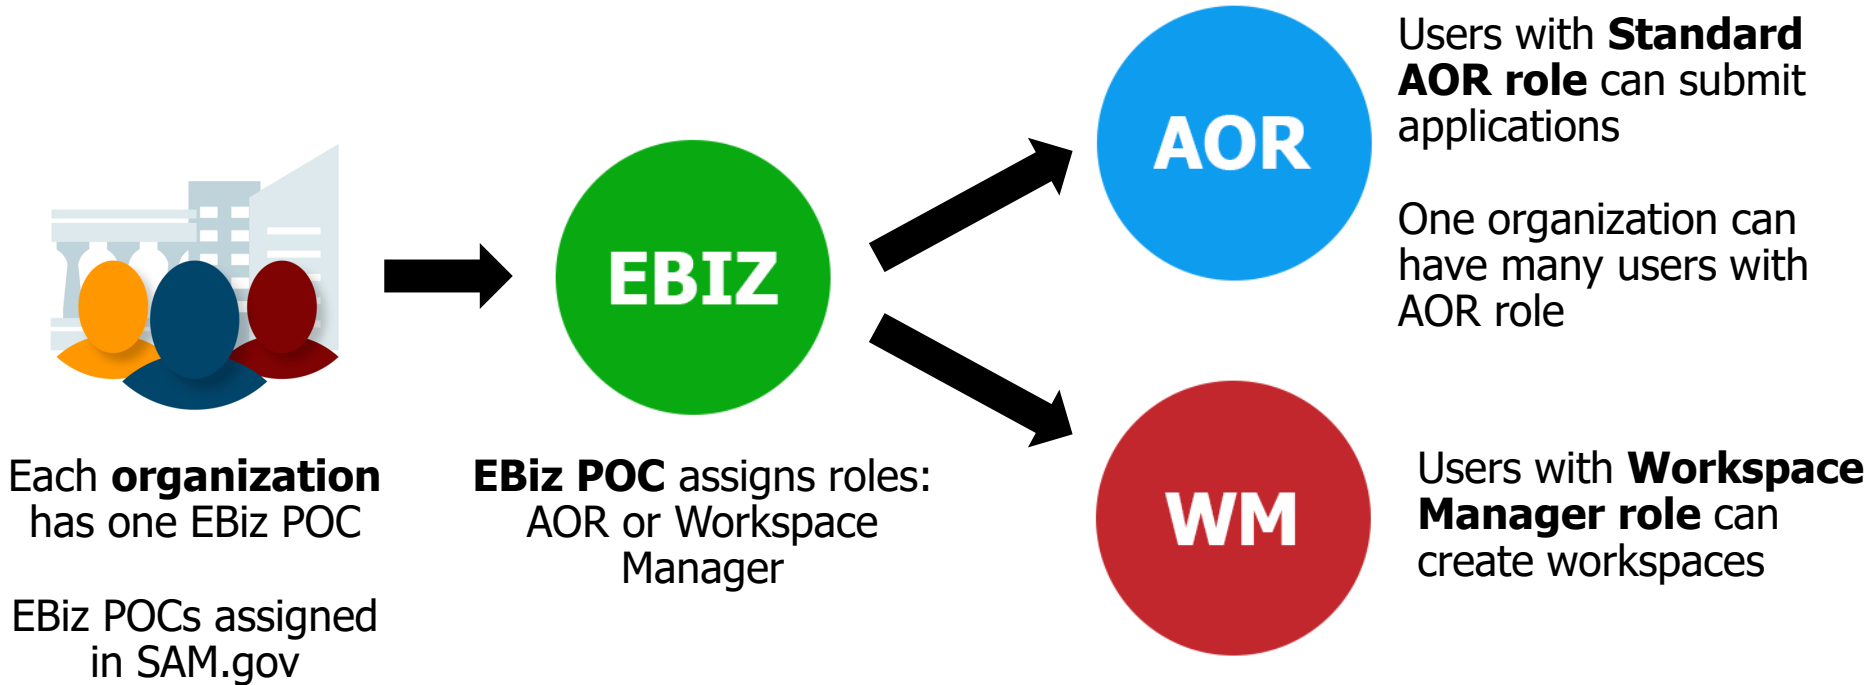 Each organization
has one EBiz POC
EBiz POCs assigned
in SAM.gov
EBIZ
EBiz POC assigns roles:
AOR or Workspace
Manager
AOR
Users with Standard
AOR role can submit
applications
One organization can
have many users with
AOR role
WM
Users with Workspace
Manager role can
create workspaces